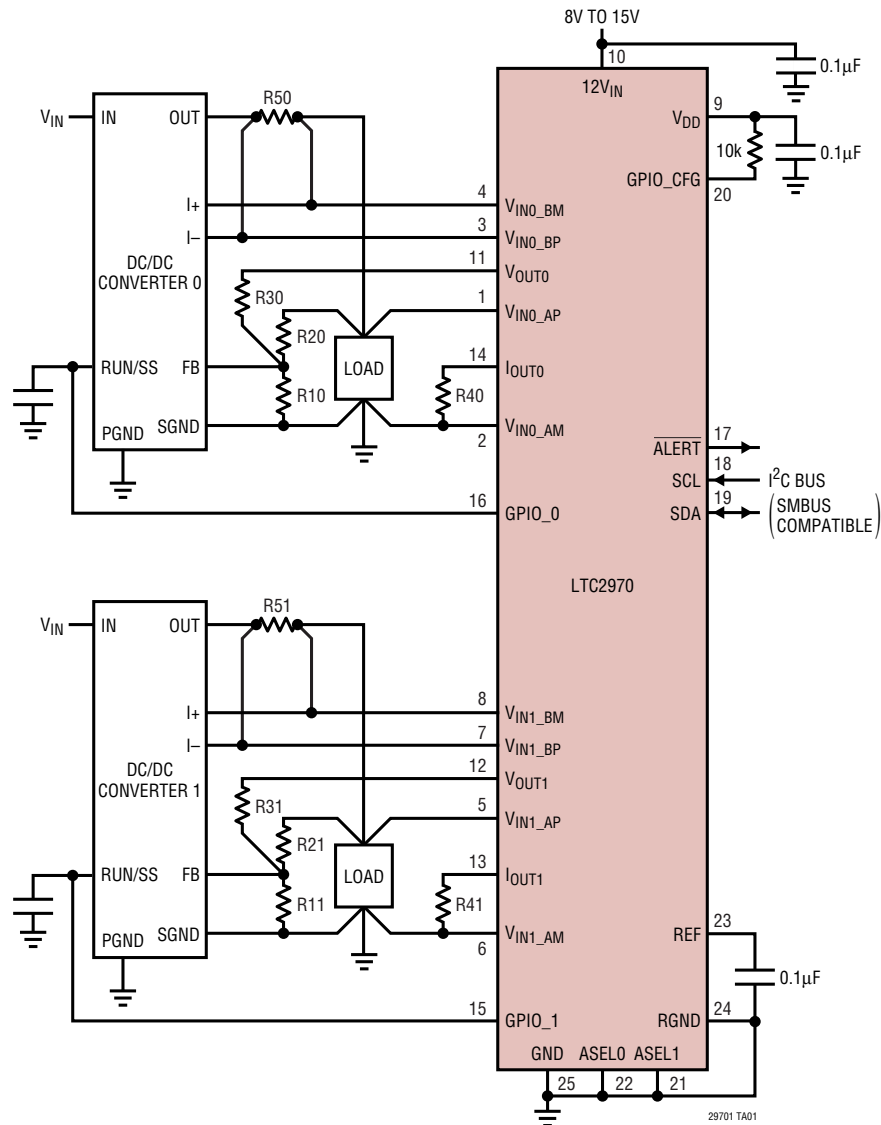 8V TO 15V
10
0.1µF
12VIN
9
VDD
0.1µF
10k
GPIO_CFG
20
VIN
IN
OUT
R50
I+
4
VIN0_BM
I–
3
VIN0_BP
DC/DC
CONVERTER 0
11
VOUT0
R30
1
VIN0_AP
R20
LOAD
RUN/SS
FB
14
IOUT0
R10
R40
PGND
SGND
2
VIN0_AM
16
GPIO_0
ALERT
17
SCL
18
I2C BUS
SDA
19
(SMBUS
COMPATIBLE)
LTC2970
VIN
IN
OUT
R51
I+
8
VIN1_BM
I–
7
VIN1_BP
DC/DC
CONVERTER 1
12
VOUT1
R31
5
VIN1_AP
R21
LOAD
RUN/SS
FB
13
IOUT1
R11
R41
PGND
SGND
6
VIN1_AM
REF
23
0.1µF
15
GPIO_1
RGND
24
GND
ASEL0
ASEL1
25
22
21
29701 TA01